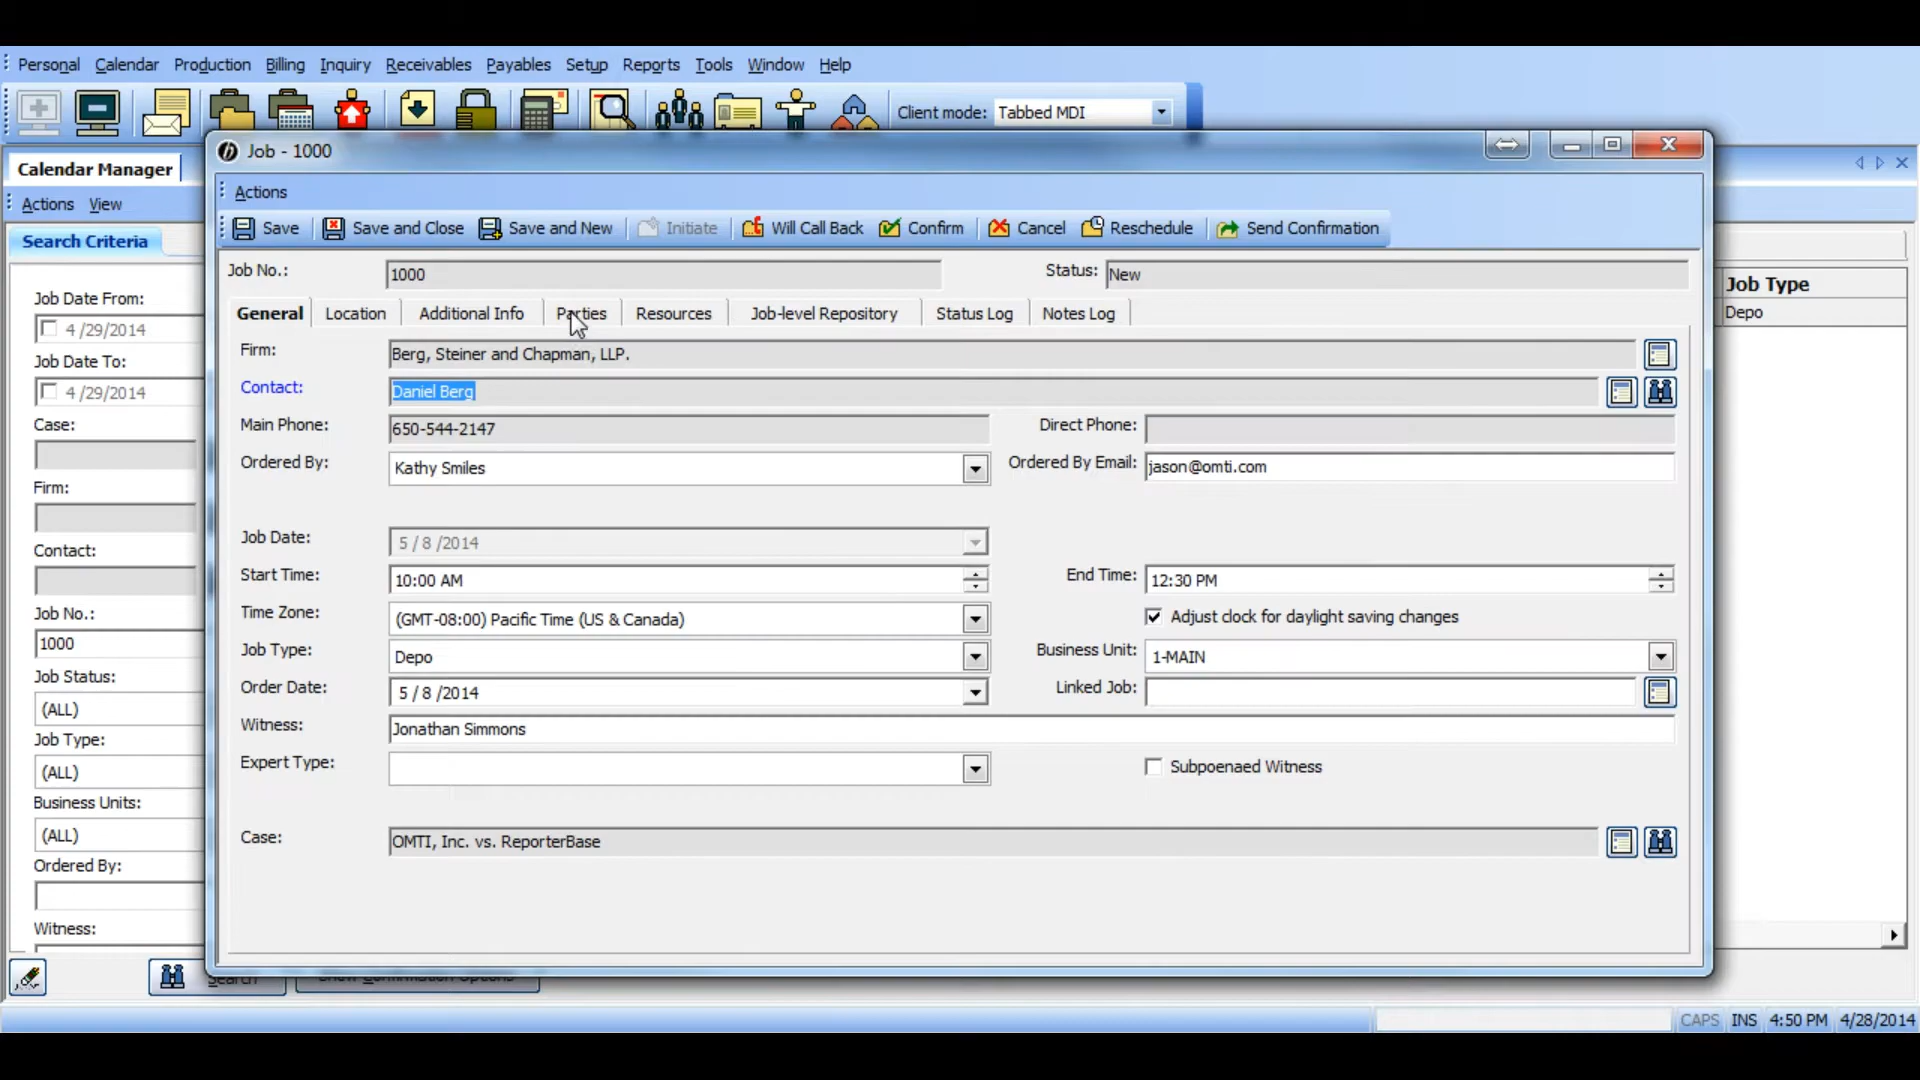 Personal Calendar Production Billing Inquiry Receivables Payables Setup Reports Tools Window Help
Client mode: Tabbed MDI
Calendar Manager
Job - 1000
Actions View
Actions
Save Save and Close Save and New Initiate Will Call Back Confirm Cancel Reschedule Send Confirmation
Search Criteria
Job No.: 1000 Status: New
Job Type
Depo
General Location Additional Info Parties Resources Job-level Repository Status Log Notes Log
Job Date From:
4 /29/2014
Job Date To:
4 /29/2014
Case:
Firm:
Contact:
Job No.:
1000
Job Status:
(ALL)
Job Type:
(ALL)
Business Units:
(ALL)
Ordered By:
Witness:
Firm: Berg, Steiner and Chapman, LLP.
Contact: Daniel Berg
Main Phone: 650-544-2147 Direct Phone:
Ordered By: Kathy Smiles Ordered By Email: jason@omti.com
Job Date: 5 / 8 /2014
Start Time: 10:00 AM End Time: 12:30 PM
Time Zone: (GMT-08:00) Pacific Time (US & Canada) Adjust clock for daylight saving changes
Job Type: Depo Business Unit: 1-MAIN
Order Date: 5 / 8 /2014 Linked Job:
Witness: Jonathan Simmons
Expert Type: Subpoenaed Witness
Case: OMTI, Inc. vs. ReporterBase
Search Show Confirmation Options
CAPS INS 4:50 PM 4/28/2014